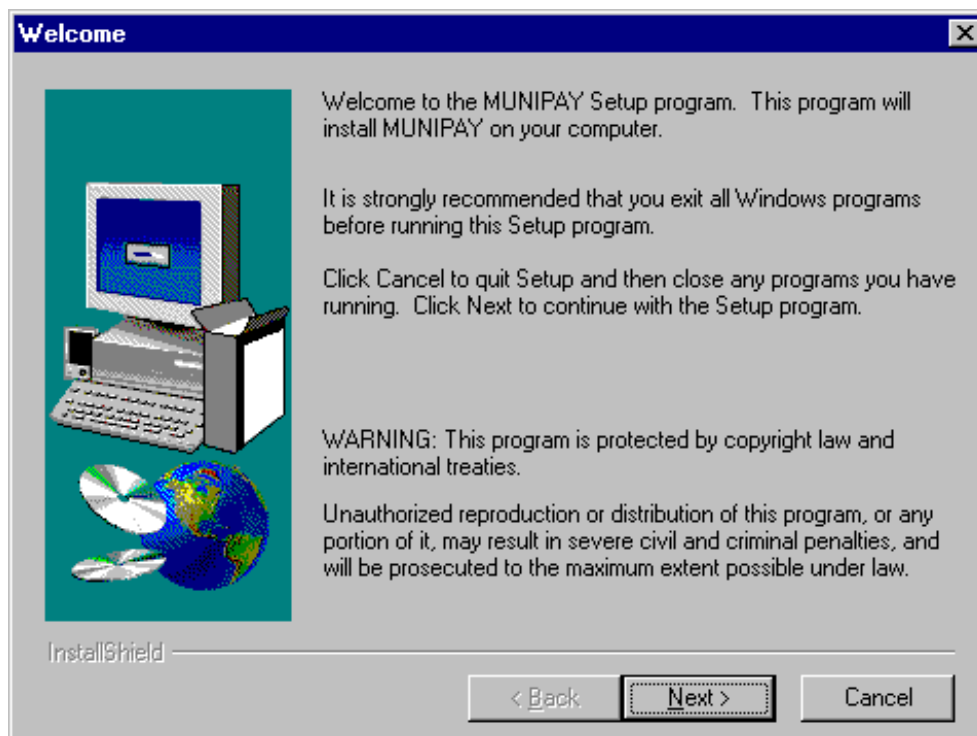 Welcome
Welcome to the MUNIPAY Setup program.  This program will
install MUNIPAY on your computer.
It is strongly recommended that you exit all Windows programs
before running this Setup program.
Click Cancel to quit Setup and then close any programs you have
running.  Click Next to continue with the Setup program.
WARNING: This program is protected by copyright law and
international treaties.
Unauthorized reproduction or distribution of this program, or any
portion of it, may result in severe civil and criminal penalties, and
will be prosecuted to the maximum extent possible under law.
InstallShield
< Back
Next >
Cancel